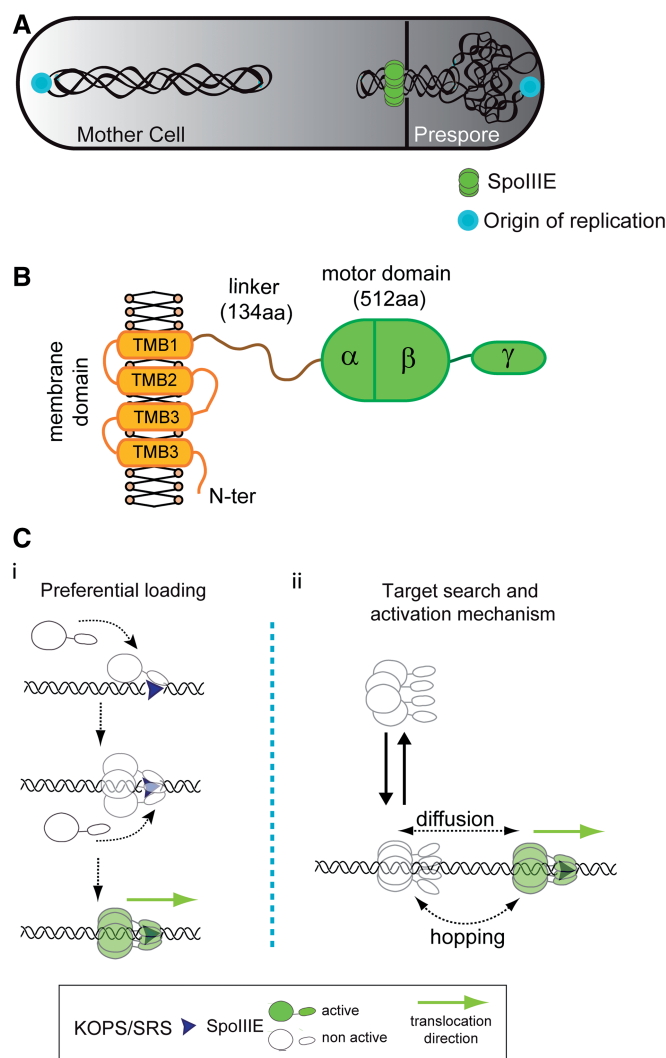 A
Mother Cell
Prespore
SpoIIIE
Origin of replication
B
linker
(134aa)
motor domain
(512aa)
membrane
domain
TMB1
TMB2
TMB3
TMB3
N-ter
α
β
γ
C
i
Preferential loading
ii
Target search and
activation mechanism
diffusion
hopping
KOPS/SRS
SpoIIIE
active
non active
translocation
direction